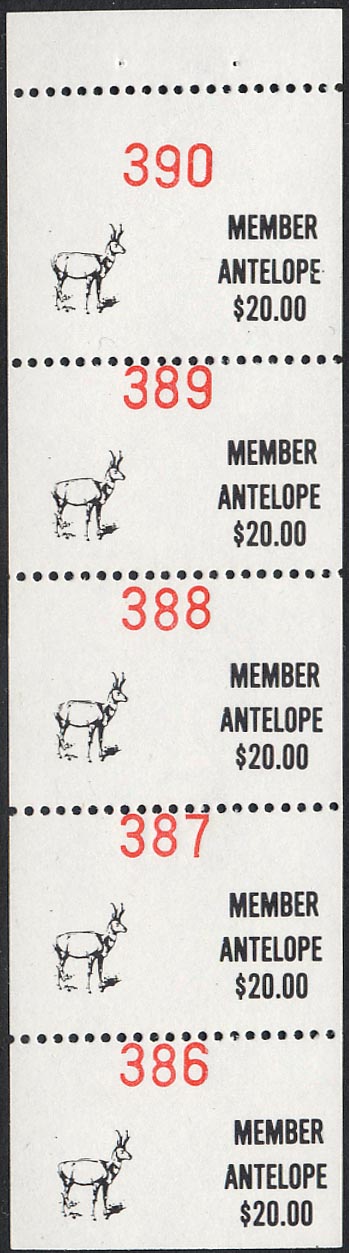 390
MEMBER
ANTELOPE
$20.00
389
MEMBER
ANTELOPE
$20.00
388
MEMBER
ANTELOPE
$20.00
387
MEMBER
ANTELOPE
$20.00
386
MEMBER
ANTELOPE
$20.00